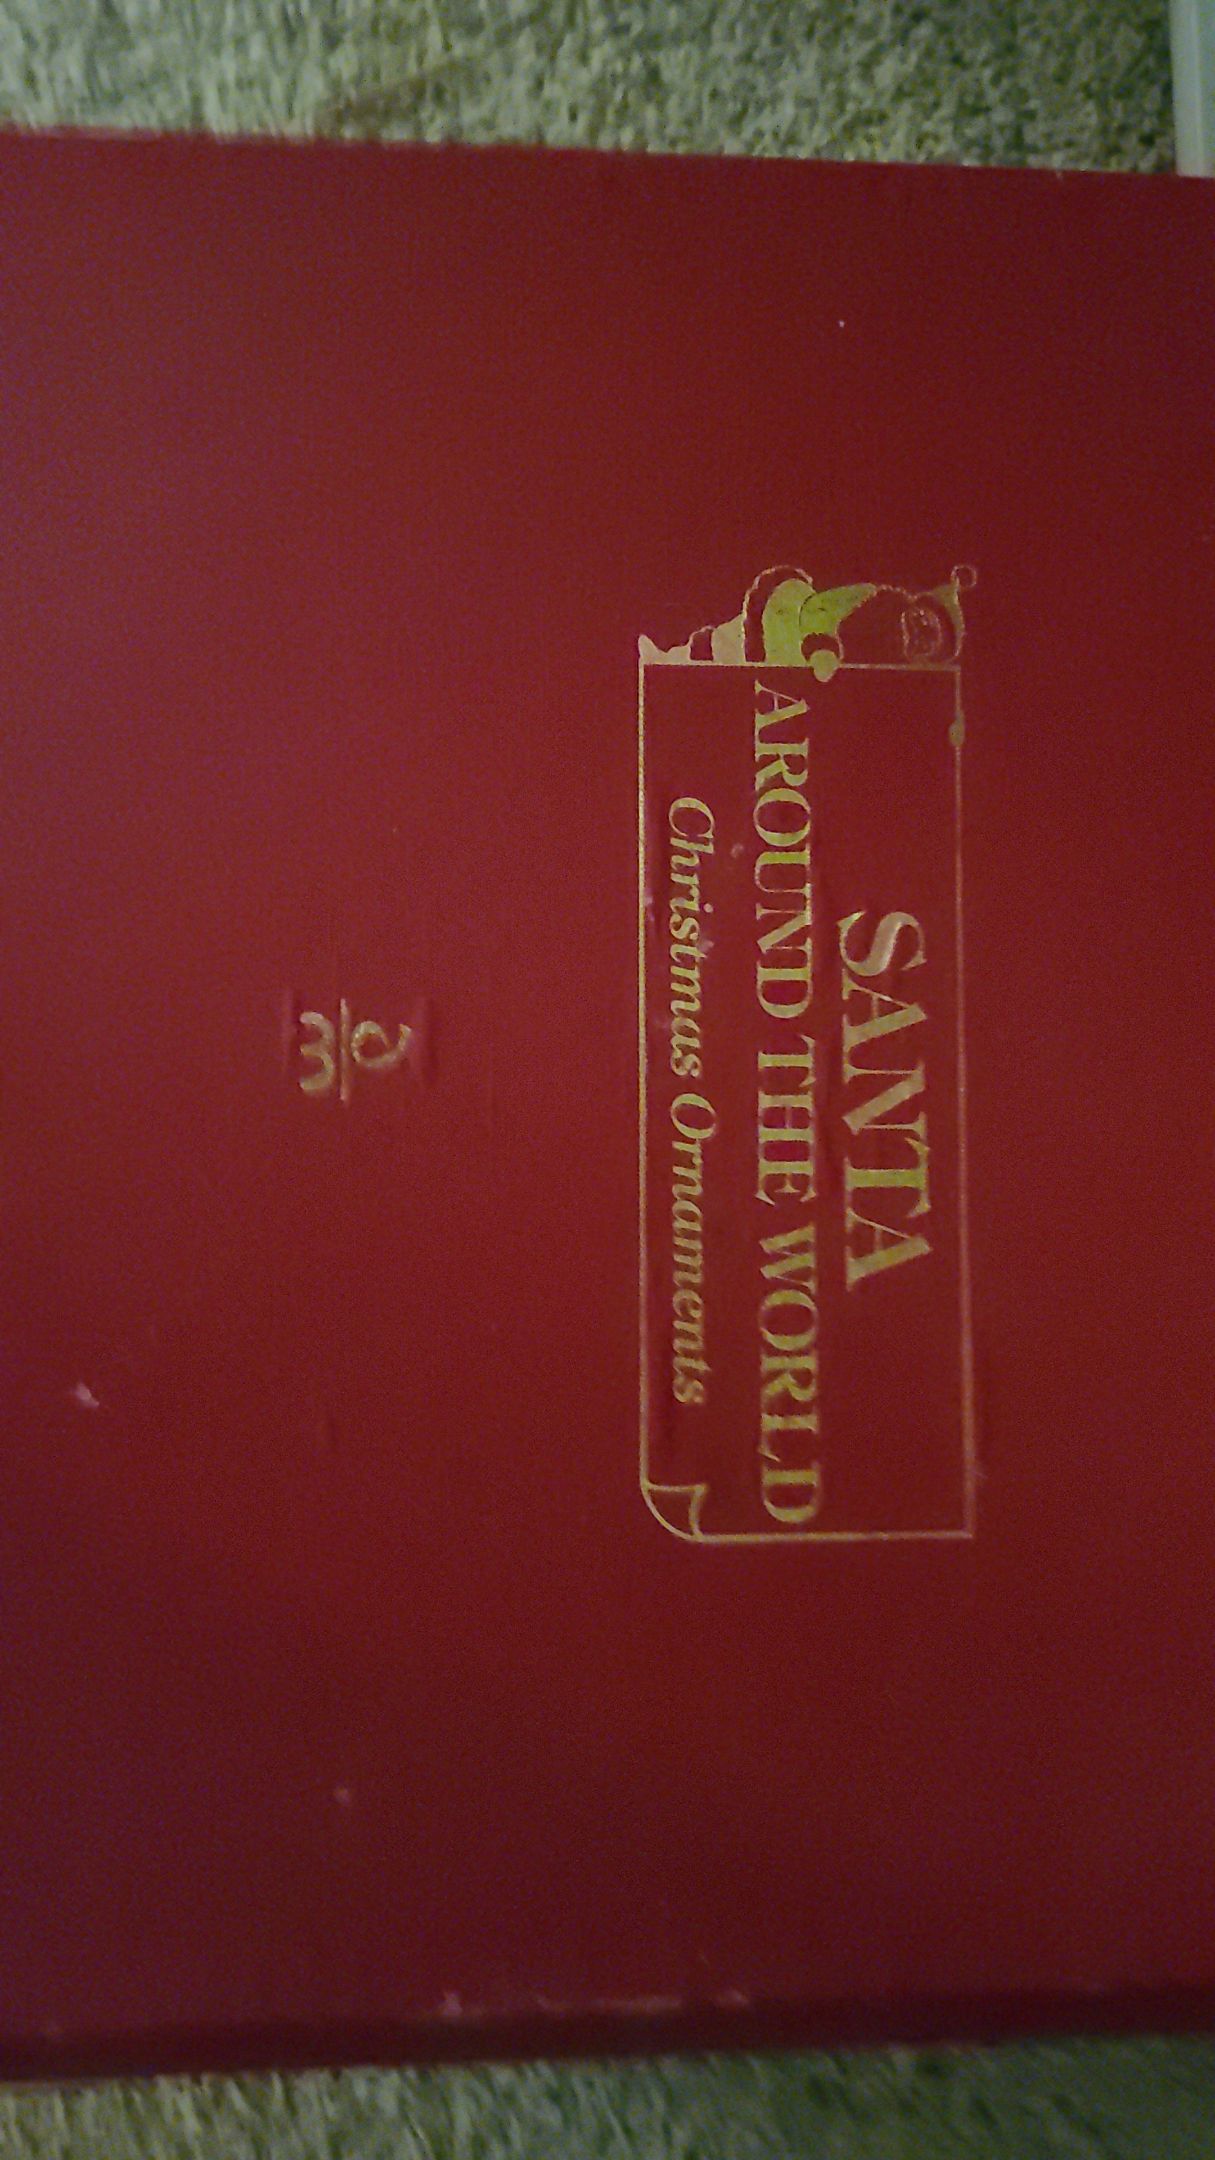 SANTA
AROUND THE WORLD
Christmas Ornaments